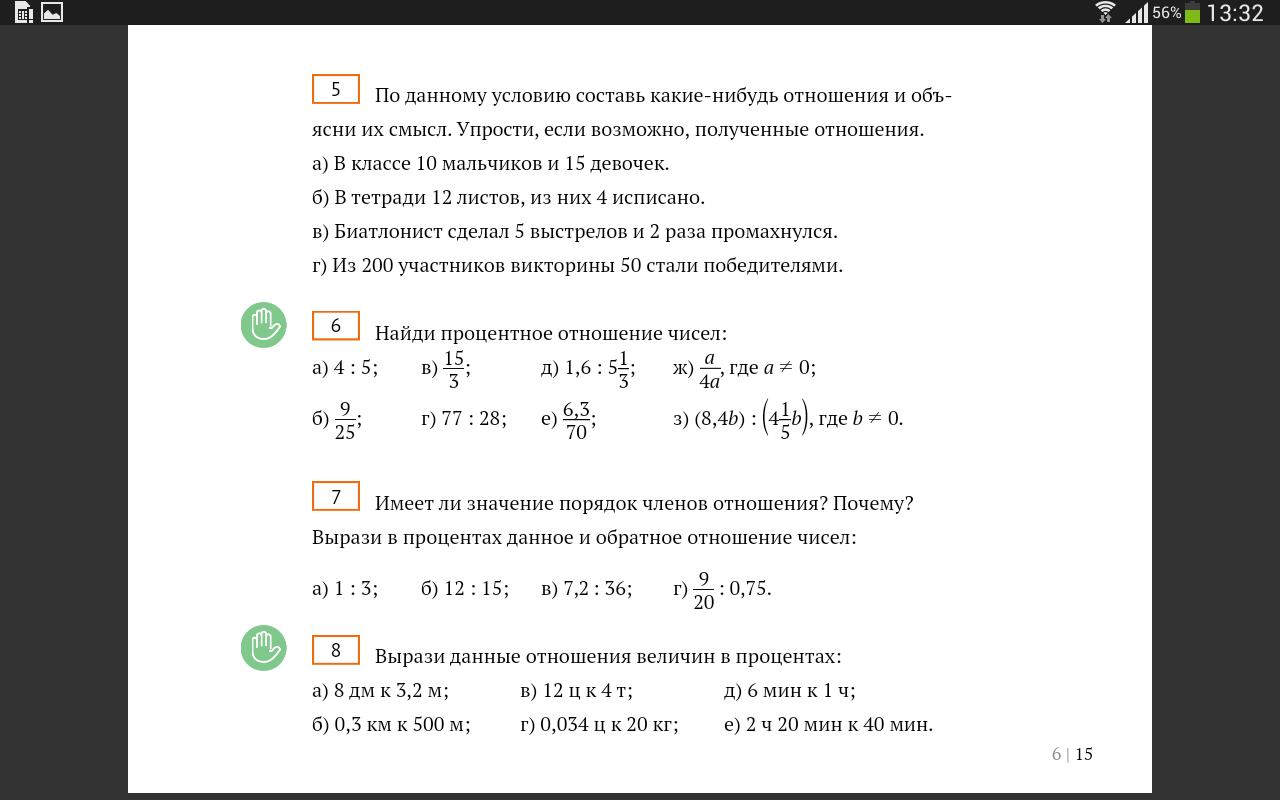 56% 13:32
5 По данному условию составь какие-нибудь отношения и объ-
ясни их смысл. Упрости, если возможно, полученные отношения.
а) В классе 10 мальчиков и 15 девочек.
б) В тетради 12 листов, из них 4 исписано.
в) Биатлонист сделал 5 выстрелов и 2 раза промахнулся.
г) Из 200 участников викторины 50 стали победителями.
6 Найди процентное отношение чисел:
а) 4 : 5; в) 15/3; д) 1,6 : 5 1/3; ж) a/4a, где a ≠ 0;
б) 9/25; г) 77 : 28; е) 6,3/70; з) (8,4b) : (4 1/5 b), где b ≠ 0.
7 Имеет ли значение порядок членов отношения? Почему?
Вырази в процентах данное и обратное отношение чисел:
а) 1 : 3; б) 12 : 15; в) 7,2 : 36; г) 9/20 : 0,75.
8 Вырази данные отношения величин в процентах:
а) 8 дм к 3,2 м; в) 12 ц к 4 т; д) 6 мин к 1 ч;
б) 0,3 км к 500 м; г) 0,034 ц к 20 кг; е) 2 ч 20 мин к 40 мин.
6 | 15